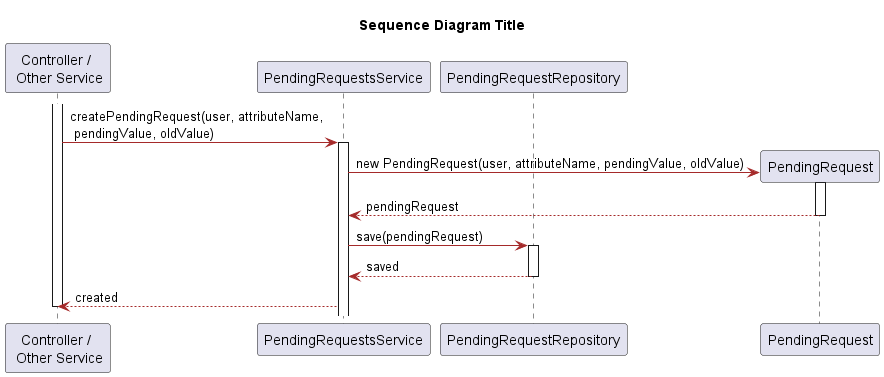 Sequence Diagram Title
Controller /
Other Service
PendingRequestsService
PendingRequestRepository
createPendingRequest(user, attributeName,
pendingValue, oldValue)
new PendingRequest(user, attributeName, pendingValue, oldValue)
PendingRequest
pendingRequest
save(pendingRequest)
saved
created
Controller /
Other Service
PendingRequestsService
PendingRequestRepository
PendingRequest